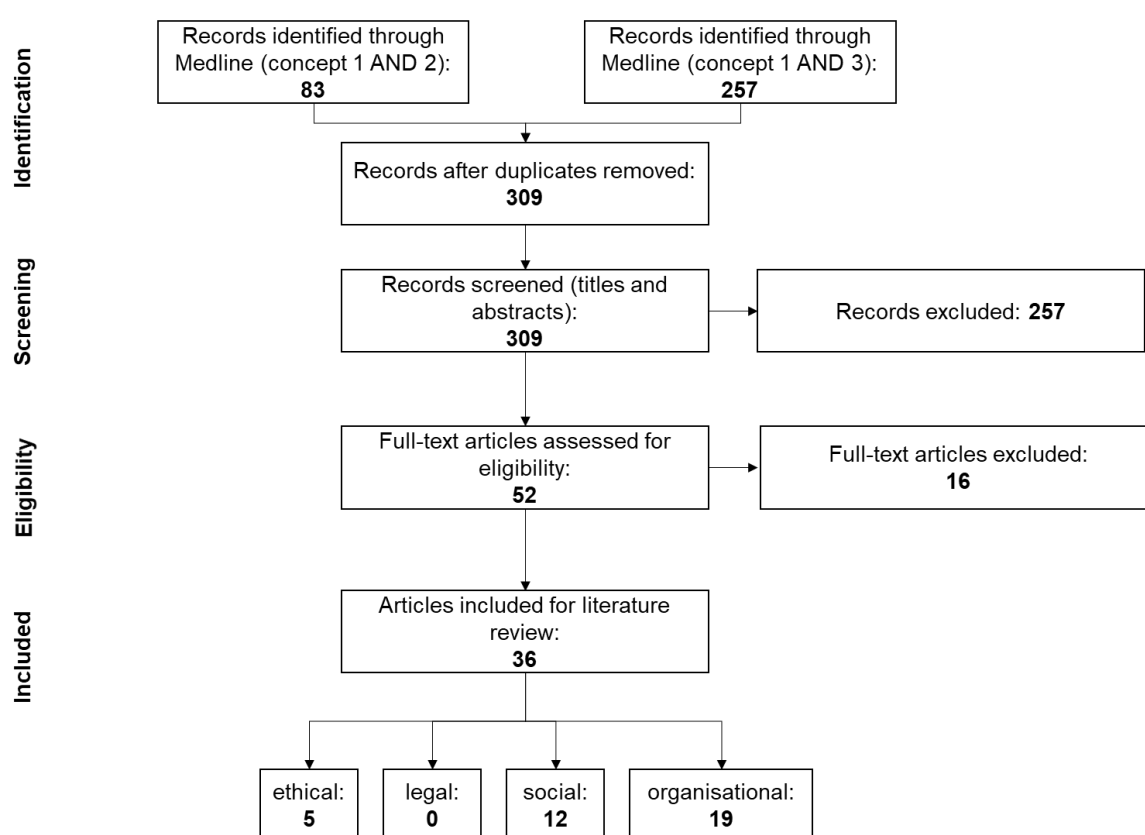 Identification
Records identified through
Medline (concept 1 AND 2):
83
Records identified through
Medline (concept 1 AND 3):
257
Records after duplicates removed:
309
Screening
Records screened (titles and
abstracts):
309
Records excluded: 257
Eligibility
Full-text articles assessed for
eligibility:
52
Full-text articles excluded:
16
Included
Articles included for literature
review:
36
ethical:
5
legal:
0
social:
12
organisational:
19